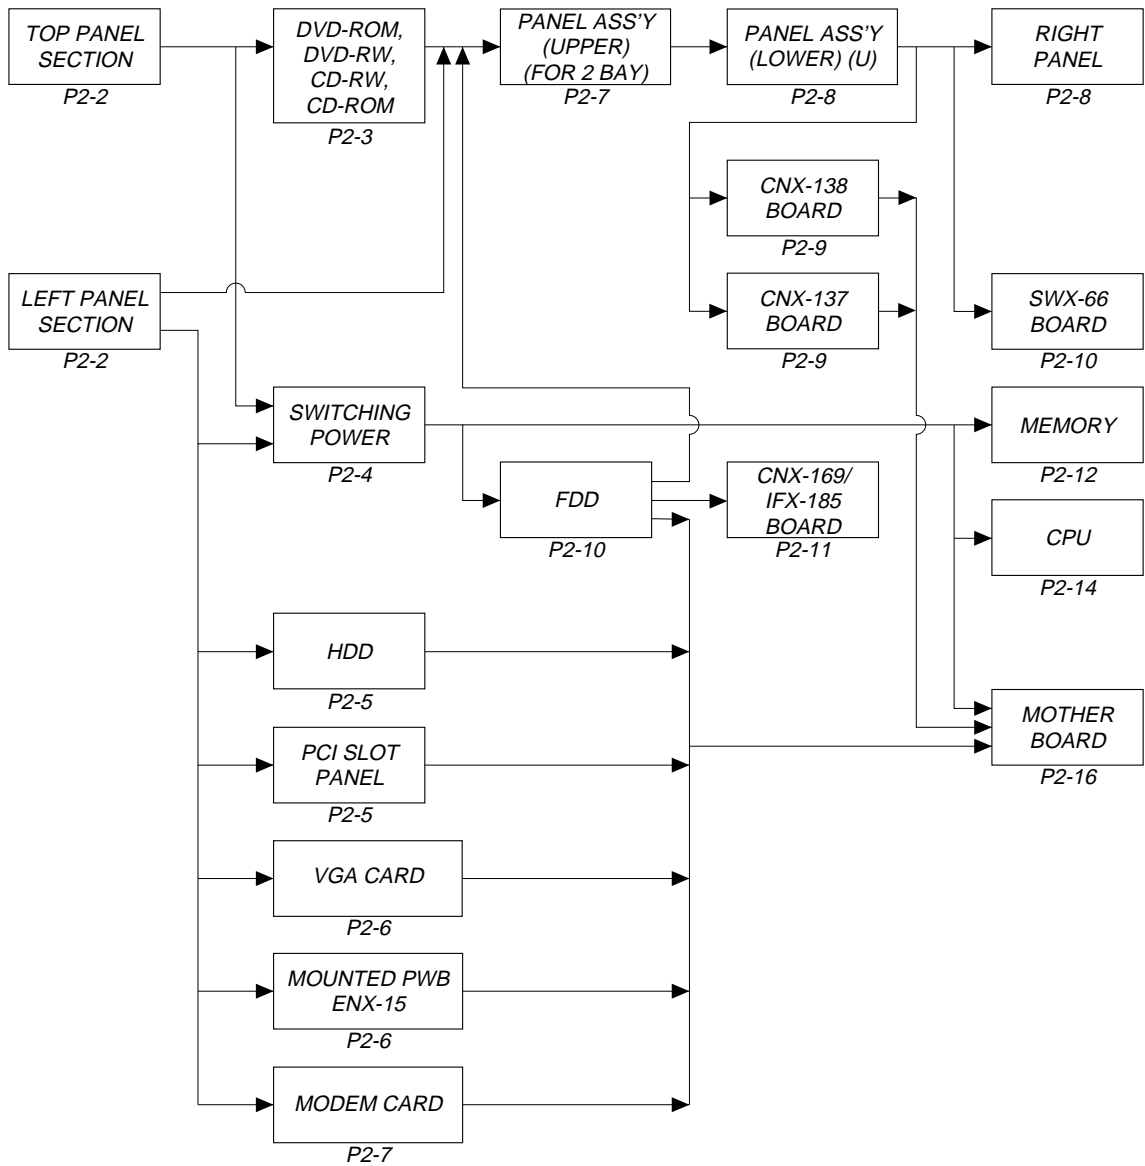 TOP PANEL
SECTION
P2-2
DVD-ROM,
DVD-RW,
CD-RW,
CD-ROM
P2-3
PANEL ASS'Y
(UPPER)
(FOR 2 BAY)
P2-7
PANEL ASS'Y
(LOWER) (U)
P2-8
RIGHT
PANEL
P2-8
CNX-138
BOARD
P2-9
LEFT PANEL
SECTION
P2-2
CNX-137
BOARD
P2-9
SWX-66
BOARD
P2-10
SWITCHING
POWER
P2-4
MEMORY
P2-12
FDD
P2-10
CNX-169/
IFX-185
BOARD
P2-11
CPU
P2-14
HDD
P2-5
MOTHER
BOARD
P2-16
PCI SLOT
PANEL
P2-5
VGA CARD
P2-6
MOUNTED PWB
ENX-15
P2-6
MODEM CARD
P2-7